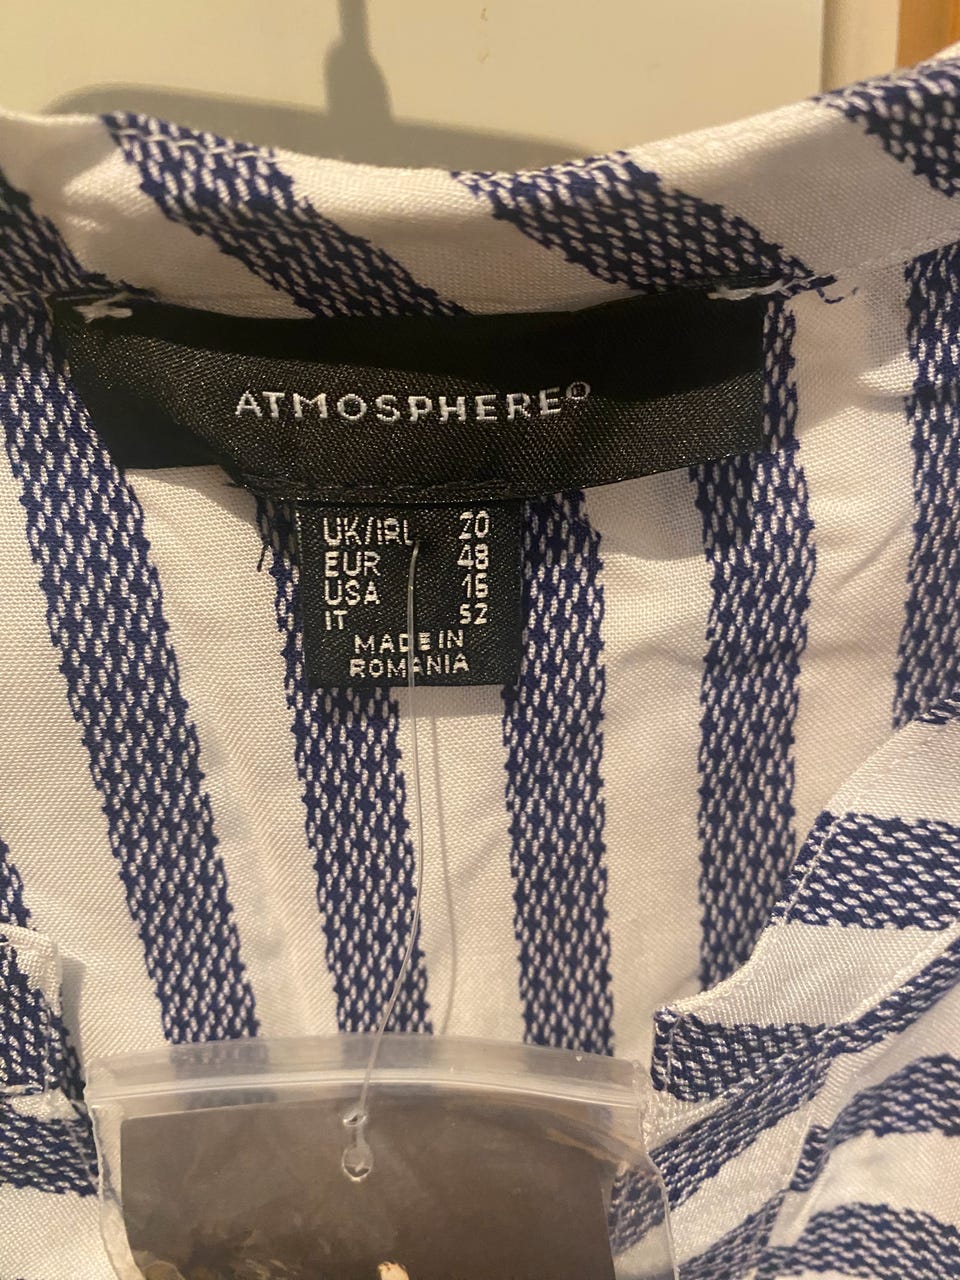 ATMOSPHERE®
UK/IRL 20
EUR 48
USA 16
IT 52
MADE IN
ROMANIA